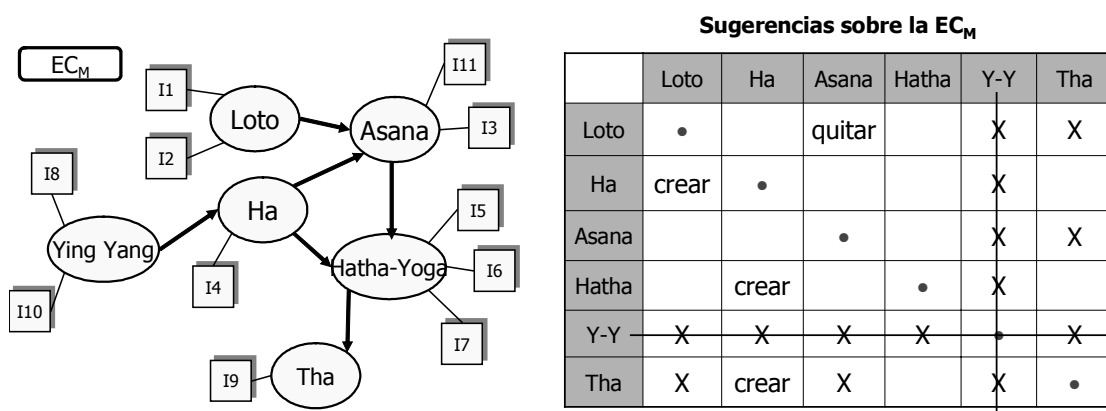 Sugerencias sobre la ECM
ECM
I1
I2
I11
I3
Loto
Asana
I8
Ha
I5
I6
Ying Yang
Hatha-Yoga
I4
I10
I7
I9
Tha
Loto Ha Asana Hatha Y-Y Tha
Loto • quitar X X
Ha crear • X
Asana • X X
Hatha crear • X
Y-Y X X X X • X
Tha X crear X X •